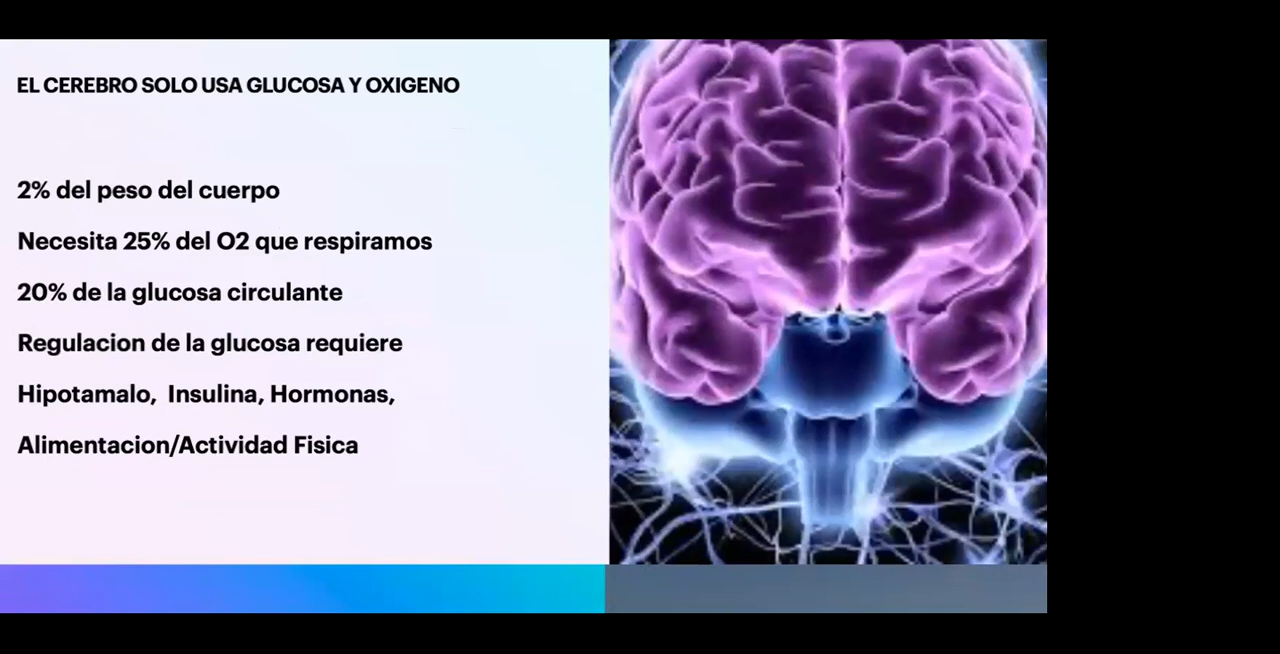 EL CEREBRO SOLO USA GLUCOSA Y OXIGENO
2% del peso del cuerpo
Necesita 25% del O2 que respiramos
20% de la glucosa circulante
Regulacion de la glucosa requiere
Hipotamalo, Insulina, Hormonas,
Alimentacion/Actividad Fisica